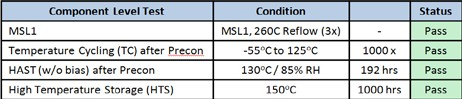 Component Level Test Condition Status
MSL1 MSL1, 260C Reflow (3x) - Pass
Temperature Cycling (TC) after Precon -55°C to 125°C 1000 x Pass
HAST (w/o bias) after Precon 130°C / 85% RH 192 hrs Pass
High Temperature Storage (HTS) 150°C 1000 hrs Pass